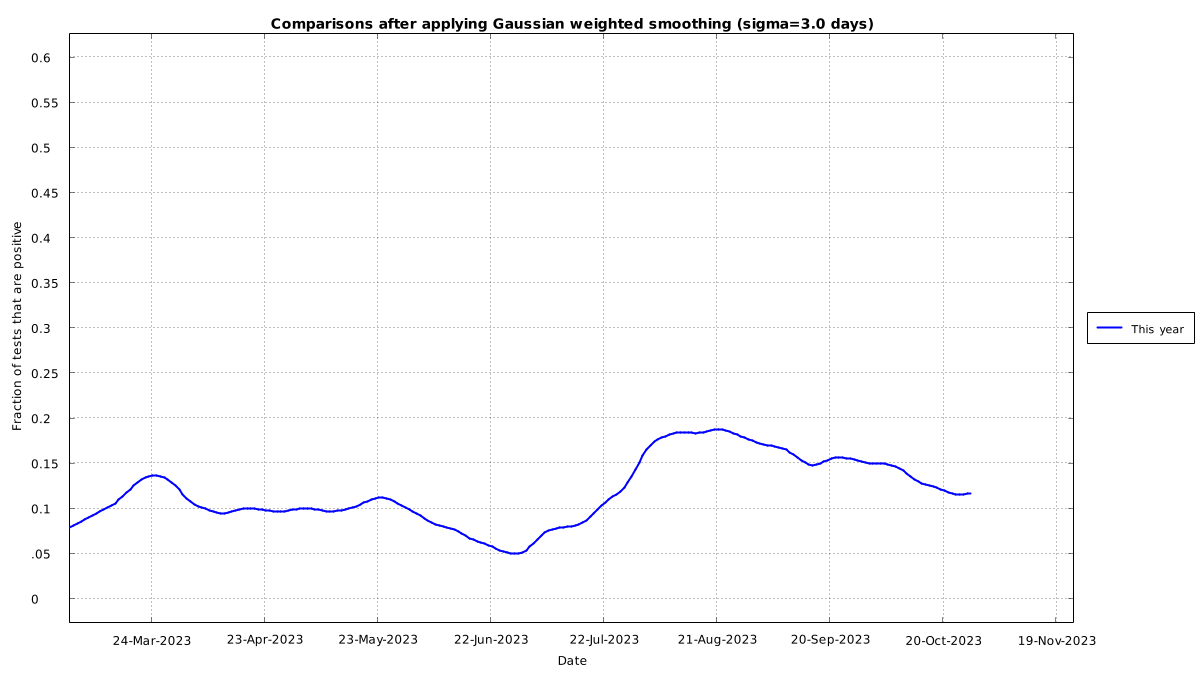 Comparisons after applying Gaussian weighted smoothing (sigma=3.0 days)
0.6
0.55
0.5
0.45
0.4
0.35
0.3
0.25
0.2
0.15
0.1
.05
0
Fraction of tests that are positive
This year
24-Mar-2023 23-Apr-2023 23-May-2023 22-Jun-2023 22-Jul-2023 21-Aug-2023 20-Sep-2023 20-Oct-2023 19-Nov-2023
Date